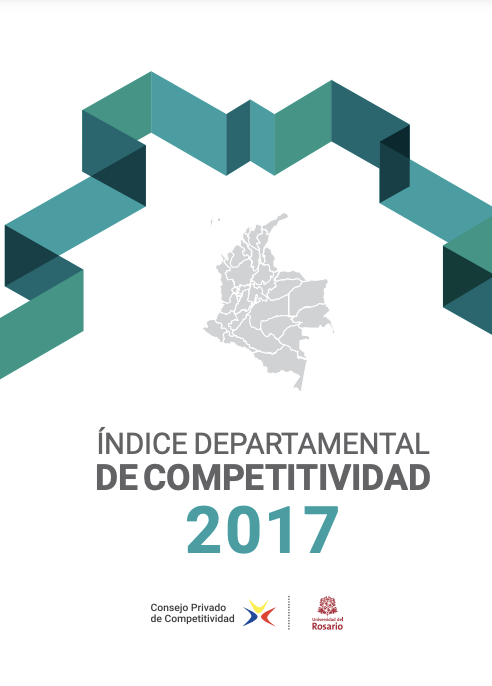 ÍNDICE DEPARTAMENTAL
DE COMPETITIVIDAD
2017
Consejo Privado
de Competitividad
Universidad del
Rosario